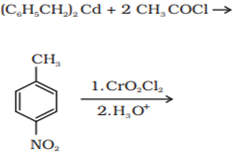 (C₆H₅CH₂)₂ Cd + 2 CH₃COCl ⟶
CH₃
1.CrO₂Cl₂
2.H₃O⁺
NO₂